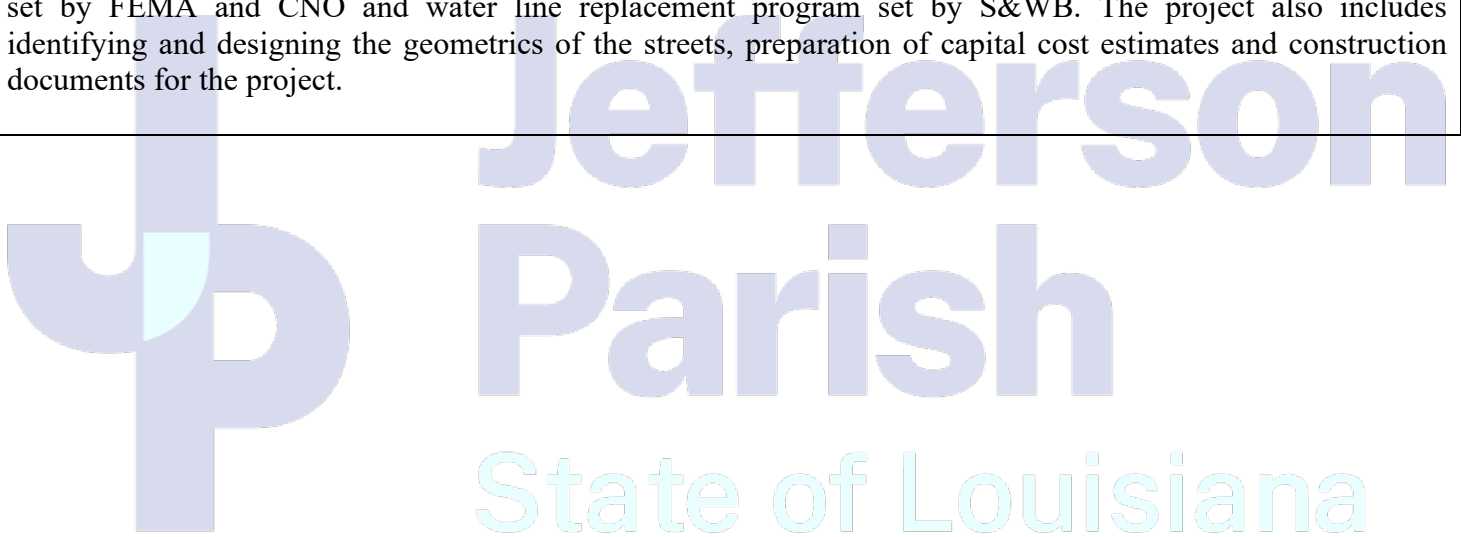 set by FEMA and CNO and water line replacement program set by S&WB. The project also includes
identifying and designing the geometrics of the streets, preparation of capital cost estimates and construction
documents for the project.
Jefferson
Parish
State of Louisiana